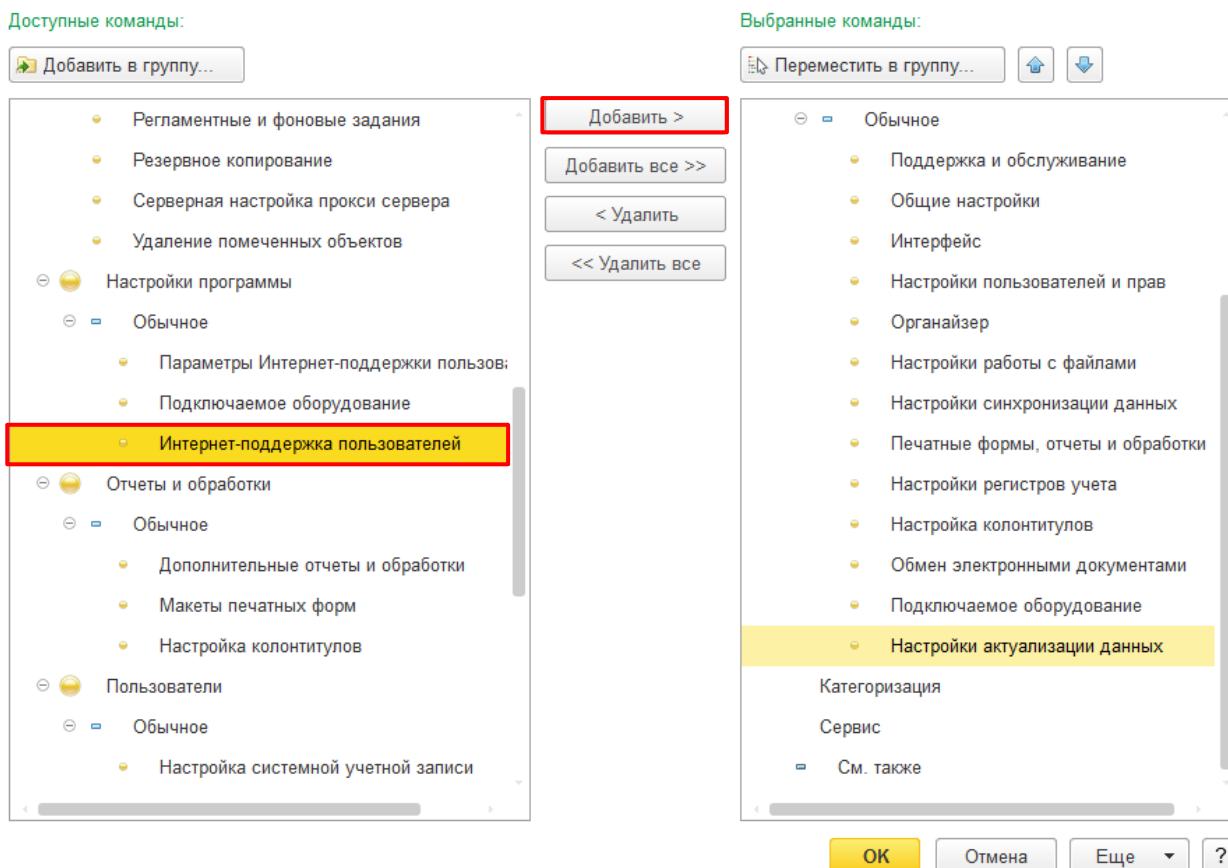 Доступные команды:
Добавить в группу...
Регламентные и фоновые задания
Резервное копирование
Серверная настройка прокси сервера
Удаление помеченных объектов
Настройки программы
Обычное
Параметры Интернет-поддержки пользов
Подключаемое оборудование
Интернет-поддержка пользователей
Отчеты и обработки
Обычное
Дополнительные отчеты и обработки
Макеты печатных форм
Настройка колонтитулов
Пользователи
Обычное
Настройка системной учетной записи
Добавить >
Добавить все >>
< Удалить
<< Удалить все
Выбранные команды:
Переместить в группу...
Обычное
Поддержка и обслуживание
Общие настройки
Интерфейс
Настройки пользователей и прав
Органайзер
Настройки работы с файлами
Настройки синхронизации данных
Печатные формы, отчеты и обработки
Настройки регистров учета
Настройка колонтитулов
Обмен электронными документами
Подключаемое оборудование
Настройки актуализации данных
Категоризация
Сервис
См. также
ОК
Отмена
Еще
?